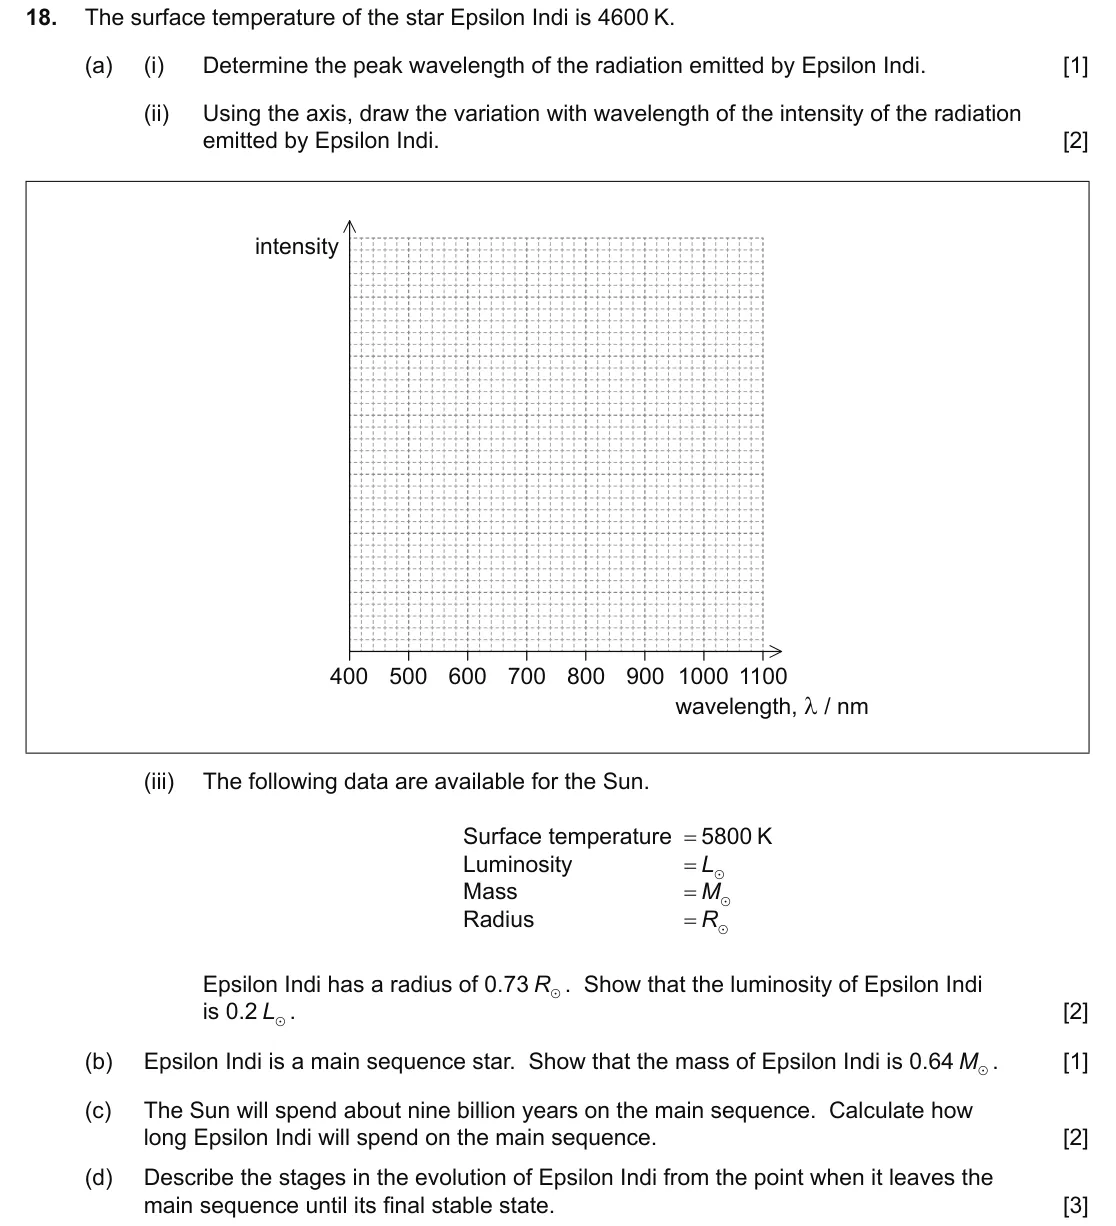 18. The surface temperature of the star Epsilon Indi is 4600 K.
(a) (i) Determine the peak wavelength of the radiation emitted by Epsilon Indi. [1]
(ii) Using the axis, draw the variation with wavelength of the intensity of the radiation
emitted by Epsilon Indi. [2]
intensity
400 500 600 700 800 900 1000 1100
wavelength, λ / nm
(iii) The following data are available for the Sun.
Surface temperature = 5800 K
Luminosity = L☉
Mass = M☉
Radius = R☉
Epsilon Indi has a radius of 0.73 R☉. Show that the luminosity of Epsilon Indi
is 0.2 L☉. [2]
(b) Epsilon Indi is a main sequence star. Show that the mass of Epsilon Indi is 0.64 M☉. [1]
(c) The Sun will spend about nine billion years on the main sequence. Calculate how
long Epsilon Indi will spend on the main sequence. [2]
(d) Describe the stages in the evolution of Epsilon Indi from the point when it leaves the
main sequence until its final stable state. [3]